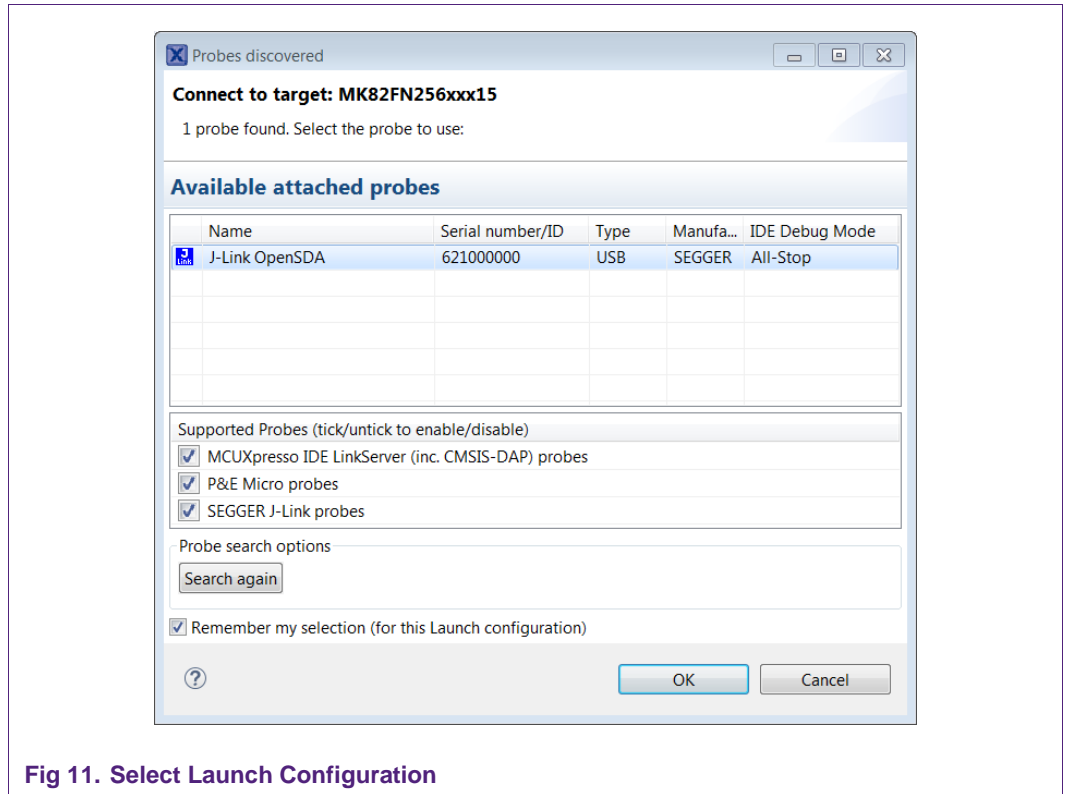 Probes discovered
Connect to target: MK82FN256xxx15
1 probe found. Select the probe to use:
Available attached probes
Name Serial number/ID Type Manufa... IDE Debug Mode
J Link J-Link OpenSDA 621000000 USB SEGGER All-Stop
Supported Probes (tick/untick to enable/disable)
MCUXpresso IDE LinkServer (inc. CMSIS-DAP) probes
P&E Micro probes
SEGGER J-Link probes
Probe search options
Search again
Remember my selection (for this Launch configuration)
? OK Cancel
Fig 11. Select Launch Configuration